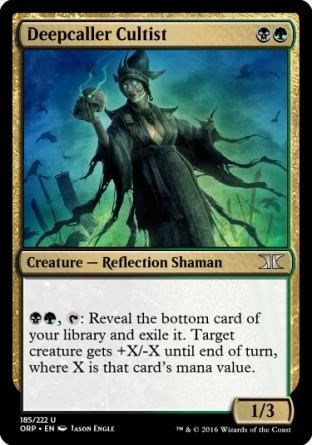 Deepcaller Cultist
Creature — Reflection Shaman
, : Reveal the bottom card of
your library and exile it. Target
creature gets +X/-X until end of turn,
where X is that card's mana value.
1/3
185/222 U
ORP • EN Jason Engle
™ & © 2016 Wizards of the Coast